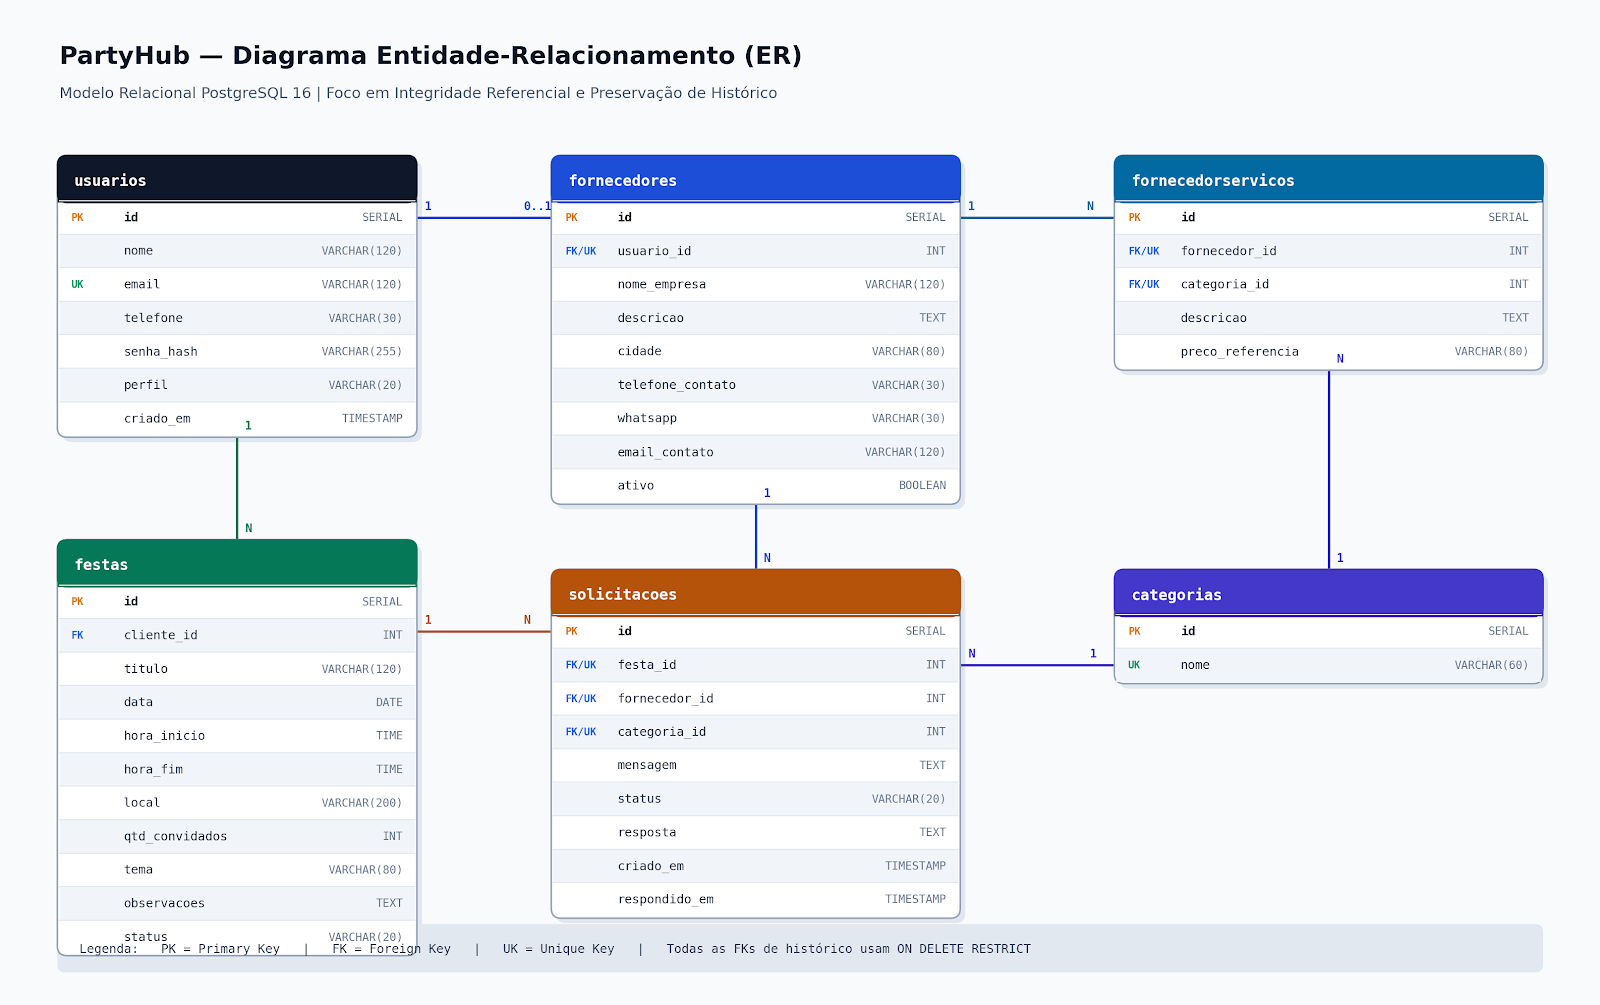 PartyHub — Diagrama Entidade-Relacionamento (ER)
Modelo Relacional PostgreSQL 16 | Foco em Integridade Referencial e Preservação de Histórico
usuarios
PK id SERIAL
nome VARCHAR(120)
UK email VARCHAR(120)
telefone VARCHAR(30)
senha_hash VARCHAR(255)
perfil VARCHAR(20)
criado_em TIMESTAMP
1 0..1
fornecedores
PK id SERIAL
FK/UK usuario_id INT
nome_empresa VARCHAR(120)
descricao TEXT
cidade VARCHAR(80)
telefone_contato VARCHAR(30)
whatsapp VARCHAR(30)
email_contato VARCHAR(120)
ativo BOOLEAN
1 N
fornecedorservicos
PK id SERIAL
FK/UK fornecedor_id INT
FK/UK categoria_id INT
descricao TEXT
preco_referencia VARCHAR(80)
1
N
1
N
N
1
festas
PK id SERIAL
FK cliente_id INT
titulo VARCHAR(120)
data DATE
hora_inicio TIME
hora_fim TIME
local VARCHAR(200)
qtd_convidados INT
tema VARCHAR(80)
observacoes TEXT
status VARCHAR(20)
1 N
solicitacoes
PK id SERIAL
FK/UK festa_id INT
FK/UK fornecedor_id INT
FK/UK categoria_id INT
mensagem TEXT
status VARCHAR(20)
resposta TEXT
criado_em TIMESTAMP
respondido_em TIMESTAMP
N 1
categorias
PK id SERIAL
UK nome VARCHAR(60)
Legenda: PK = Primary Key | FK = Foreign Key | UK = Unique Key | Todas as FKs de histórico usam ON DELETE RESTRICT